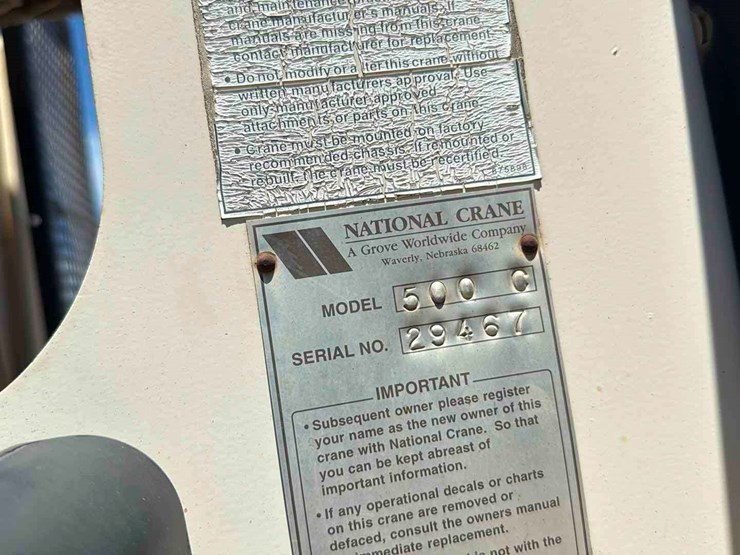 and maintenance
crane manufacturer's manuals. If
manuals are missing from this crane,
contact manufacturer for replacement.
• Do not modify or alter this crane without
written manufacturers approval. Use
only manufacturer approved
attachments or parts on this crane.
• Crane must be mounted on factory
recommended chassis. If remounted or
rebuilt, the crane must be recertified.
NATIONAL CRANE
A Grove Worldwide Company
Waverly, Nebraska 68462
MODEL 500 C
SERIAL NO. 29467
IMPORTANT
• Subsequent owner please register
your name as the new owner of this
crane with National Crane. So that
you can be kept abreast of
important information.
• If any operational decals or charts
on this crane are removed or
defaced, consult the owners manual
immediate replacement.
not with the